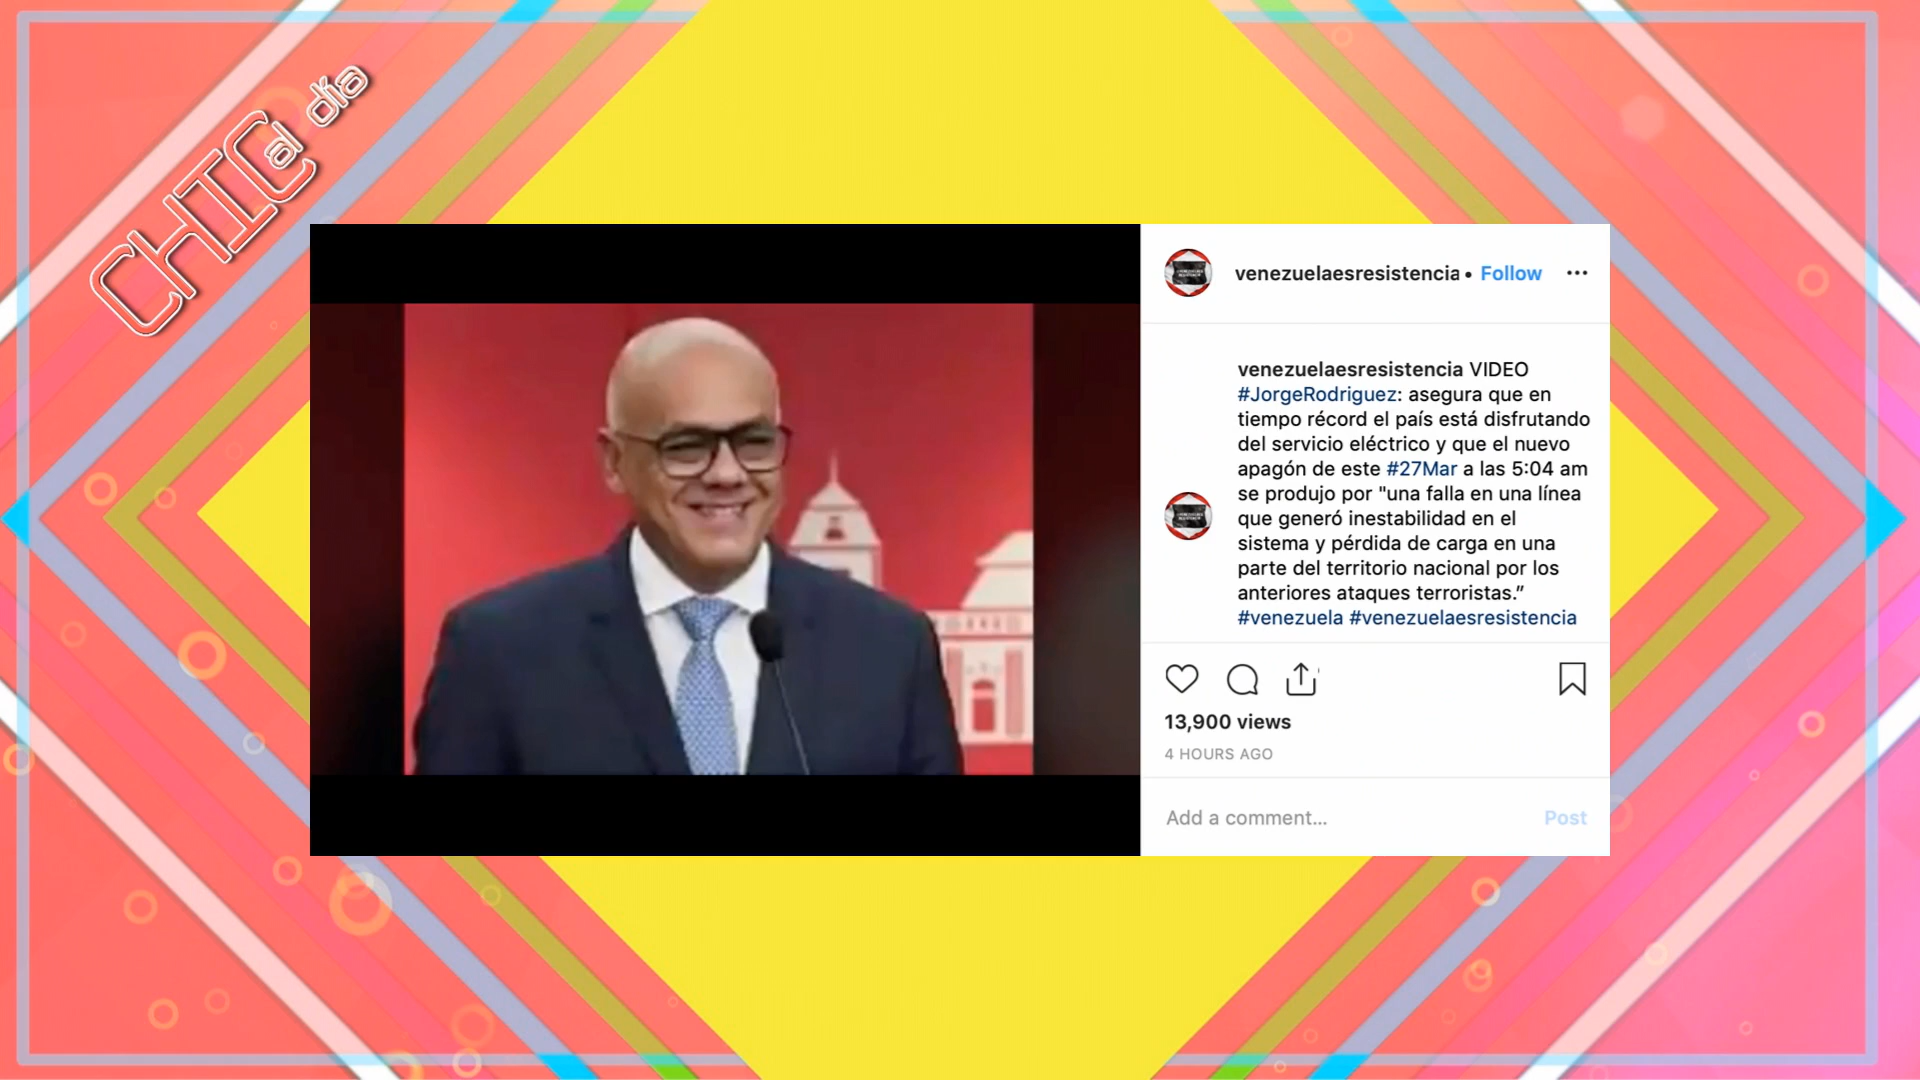 CHIC al día
venezuelaesresistencia • Follow
venezuelaesresistencia VIDEO
#JorgeRodriguez: asegura que en
tiempo récord el país está disfrutando
del servicio eléctrico y que el nuevo
apagón de este #27Mar a las 5:04 am
se produjo por "una falla en una línea
que generó inestabilidad en el
sistema y pérdida de carga en una
parte del territorio nacional por los
anteriores ataques terroristas.”
#venezuela #venezuelaesresistencia
13,900 views
4 HOURS AGO
Add a comment... Post